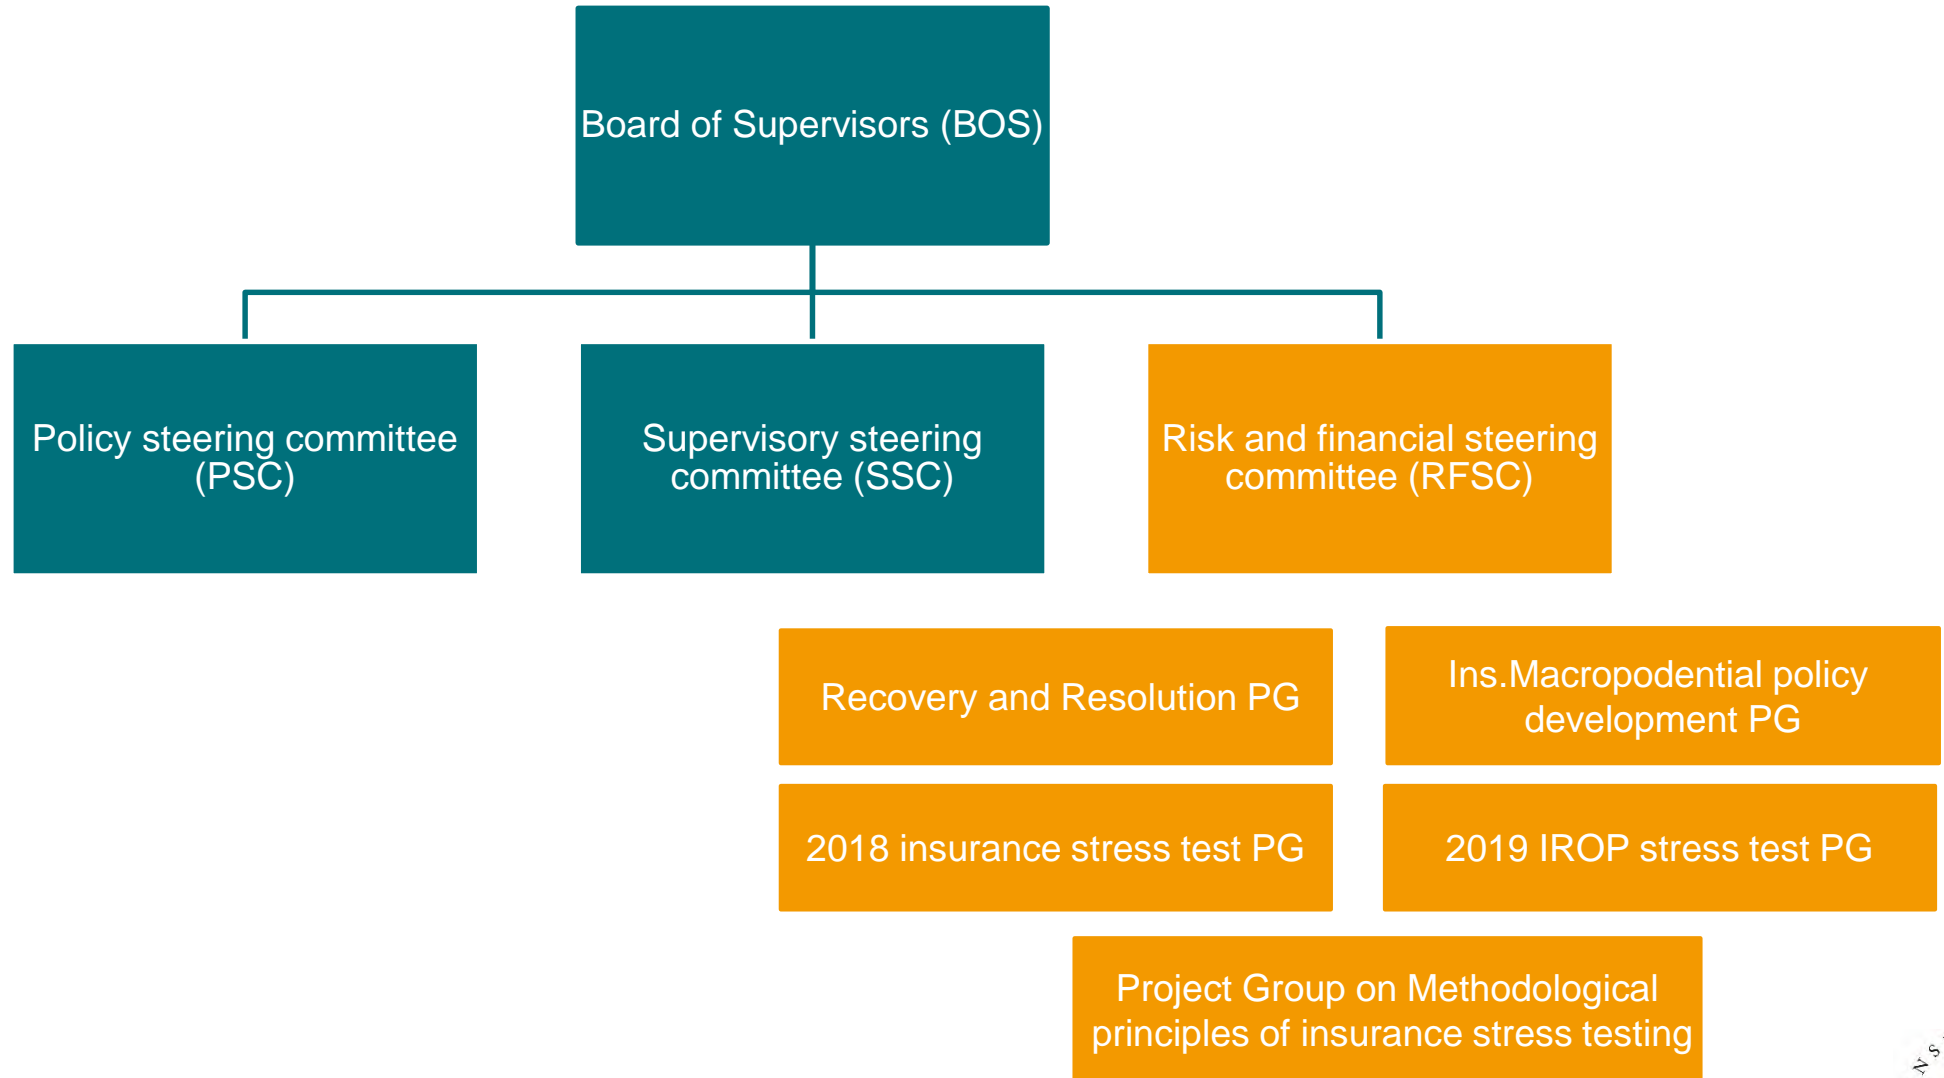 Board of Supervisors (BOS)
Policy steering committee
(PSC)
Supervisory steering
committee (SSC)
Risk and financial steering
committee (RFSC)
Recovery and Resolution PG
Ins.Macropodential policy
development PG
2018 insurance stress test PG
2019 IROP stress test PG
Project Group on Methodological
principles of insurance stress testing